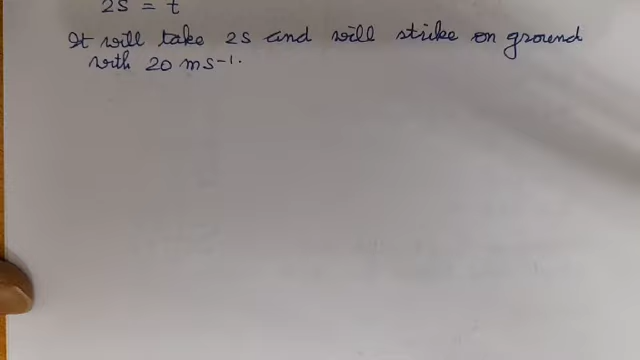 2s = t
It will take 2s and will strike on ground
with 20 ms⁻¹.